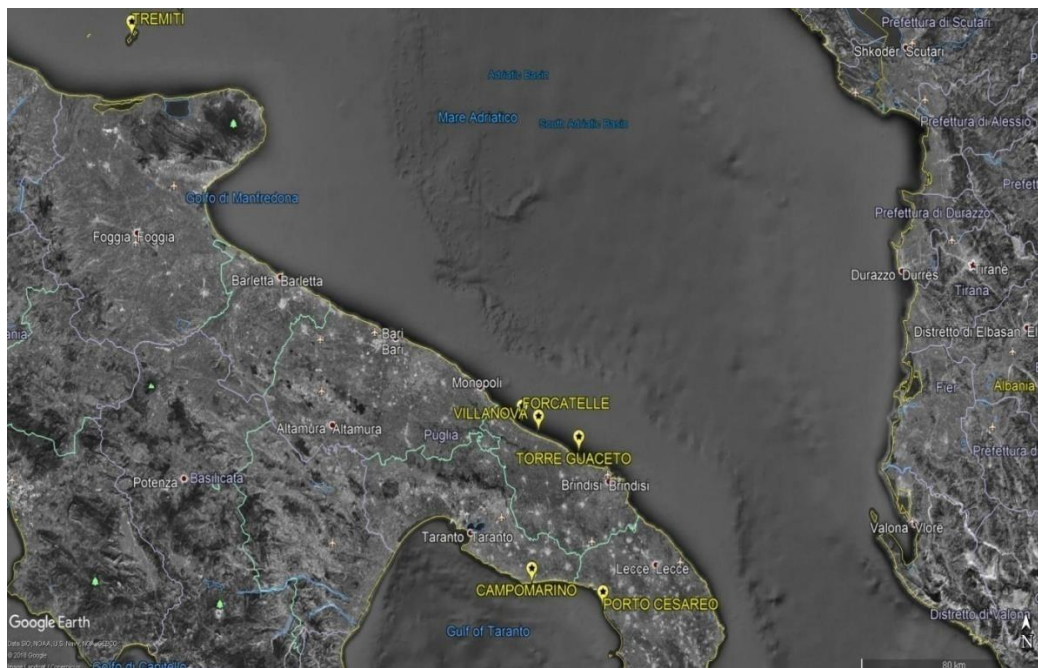 TREMITI
Prefettura di Scutari
Shkoder Scutari
Adriatic Basin
Mare Adriatico
South Adriatic Basin
Prefettura di Alessio
Golfo di Manfredonia
Prefettura di Durazzo
Foggia Foggia
Barletta Barletta
Durazzo Durres
Tirane
Tirana
Distretto di Elbasan
Bari
Bari
Monopoli
Fier
Albania
FORCATELLE
VILLANOVA
Altamura Altamura
Puglia
TORRE GUACETO
Potenza
Basilicata
Brindisi Brindisi
Valona Vlore
Taranto Taranto
Lecce Lecce
CAMPOMARINO
PORTO CESAREO
Google Earth
Gulf of Taranto
Distretto di Valona
N
80 km